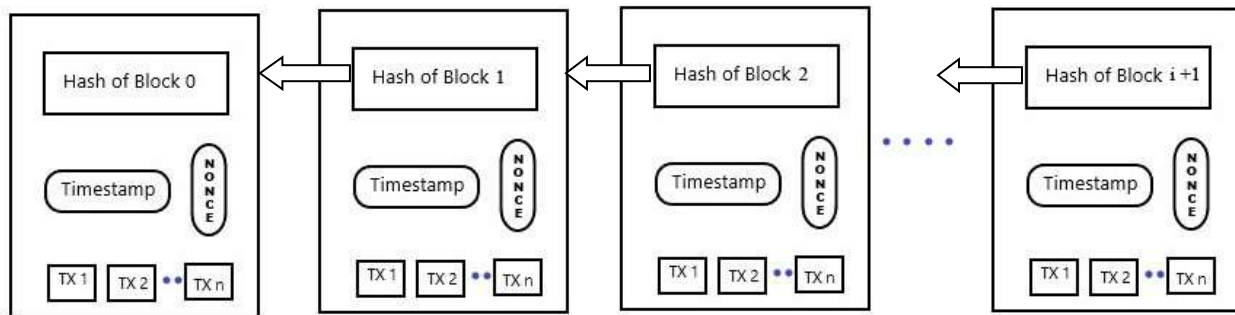 Hash of Block 0
Timestamp
NONCE
TX 1 TX 2 TX n
Hash of Block 1
Timestamp
NONCE
TX 1 TX 2 TX n
Hash of Block 2
Timestamp
NONCE
TX 1 TX 2 TX n
Hash of Block i +1
Timestamp
NONCE
TX 1 TX 2 TX n